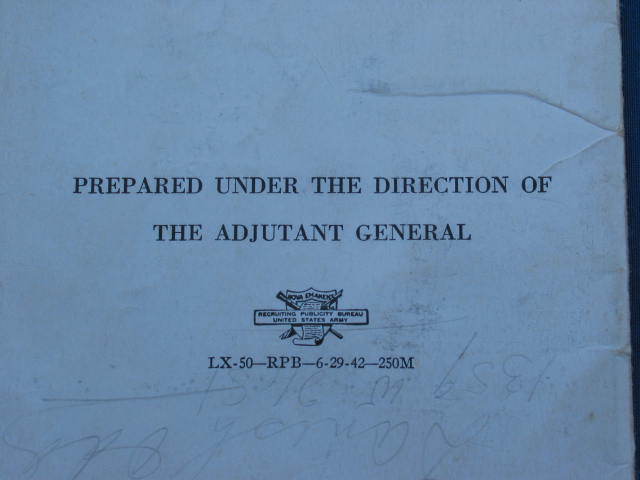 PREPARED UNDER THE DIRECTION OF
THE ADJUTANT GENERAL
RECRUITING PUBLICITY BUREAU
UNITED STATES ARMY
LX-50—RPB—6-29-42—250M